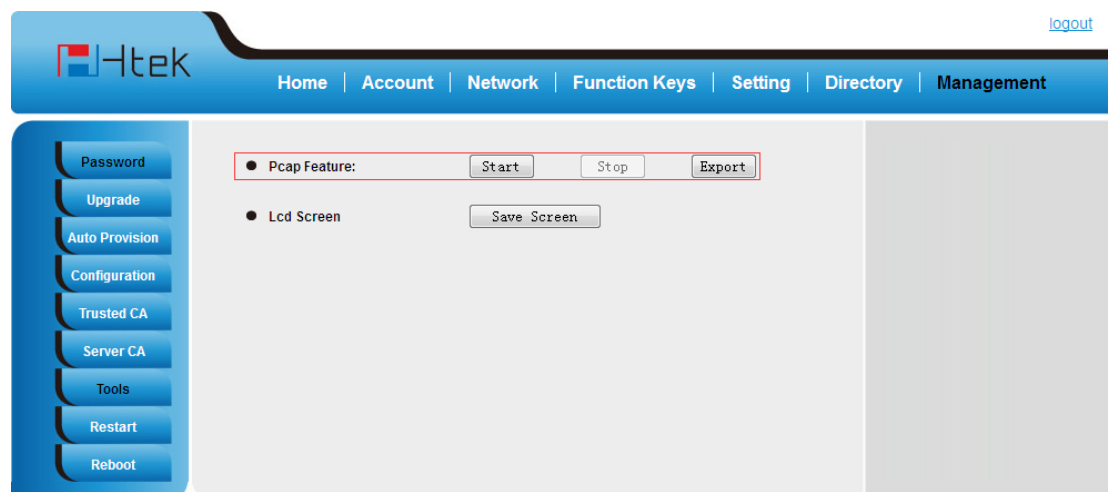 logout
Htek
Home | Account | Network | Function Keys | Setting | Directory | Management
Password
Upgrade
Auto Provision
Configuration
Trusted CA
Server CA
Tools
Restart
Reboot
Pcap Feature: Start Stop Export
Lcd Screen Save Screen